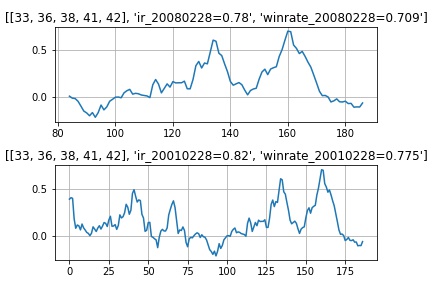 [[33, 36, 38, 41, 42], 'ir_20080228=0.78', 'winrate_20080228=0.709']
0.5
0.0
80 100 120 140 160 180
[[33, 36, 38, 41, 42], 'ir_20010228=0.82', 'winrate_20010228=0.775']
0.5
0.0
0 25 50 75 100 125 150 175